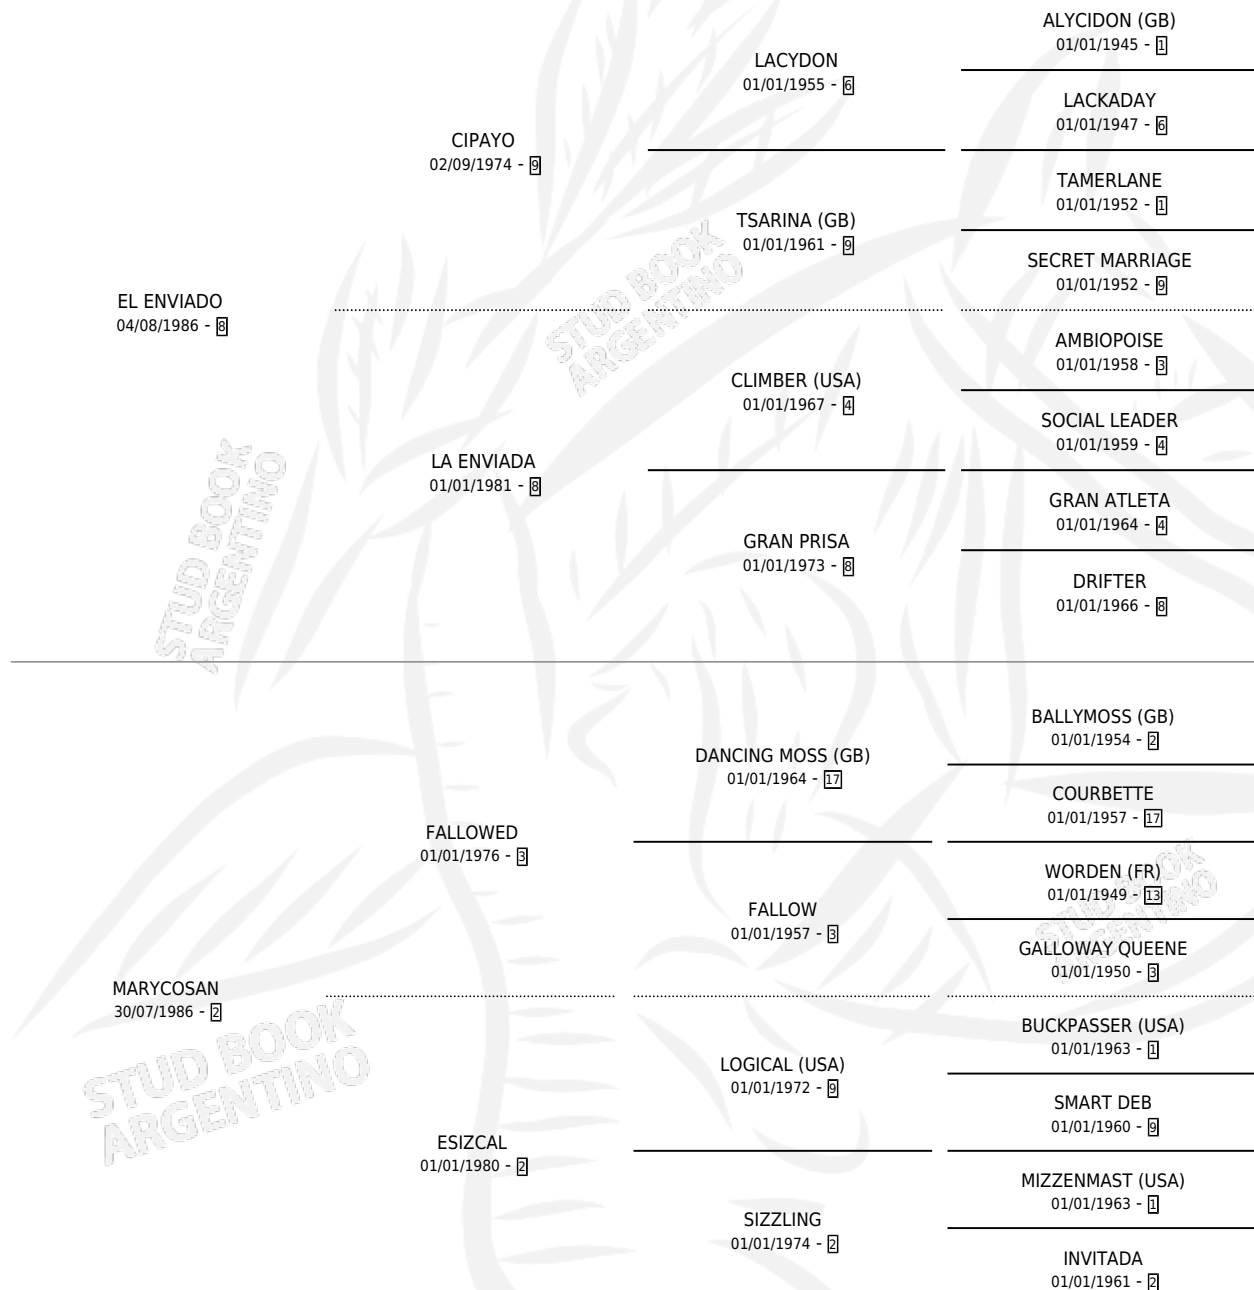 ALYCIDON (GB)
01/01/1945 - 1
LACYDON
01/01/1955 - 6
LACKADAY
01/01/1947 - 6
CIPAYO
02/09/1974 - 9
TAMERLANE
01/01/1952 - 1
TSARINA (GB)
01/01/1961 - 9
SECRET MARRIAGE
01/01/1952 - 9
EL ENVIADO
04/08/1986 - 8
STUD BOOK
ARGENTINO
AMBIOPOISE
01/01/1958 - 3
CLIMBER (USA)
01/01/1967 - 4
SOCIAL LEADER
01/01/1959 - 4
LA ENVIADA
01/01/1981 - 8
GRAN ATLETA
01/01/1964 - 4
GRAN PRISA
01/01/1973 - 8
DRIFTER
01/01/1966 - 8
STUD BOOK
ARGENTINO
BALLYMOSS (GB)
01/01/1954 - 2
DANCING MOSS (GB)
01/01/1964 - 17
COURBETTE
01/01/1957 - 17
FALLOWED
01/01/1976 - 3
WORDEN (FR)
01/01/1949 - 13
STUD BOOK
ARGENTINO
FALLOW
01/01/1957 - 3
GALLOWAY QUEENE
01/01/1950 - 3
MARYCOSAN
30/07/1986 - 2
STUD BOOK
ARGENTINO
BUCKPASSER (USA)
01/01/1963 - 1
LOGICAL (USA)
01/01/1972 - 9
SMART DEB
01/01/1960 - 9
ESIZCAL
01/01/1980 - 2
MIZZENMAST (USA)
01/01/1963 - 1
SIZZLING
01/01/1974 - 2
INVITADA
01/01/1961 - 2